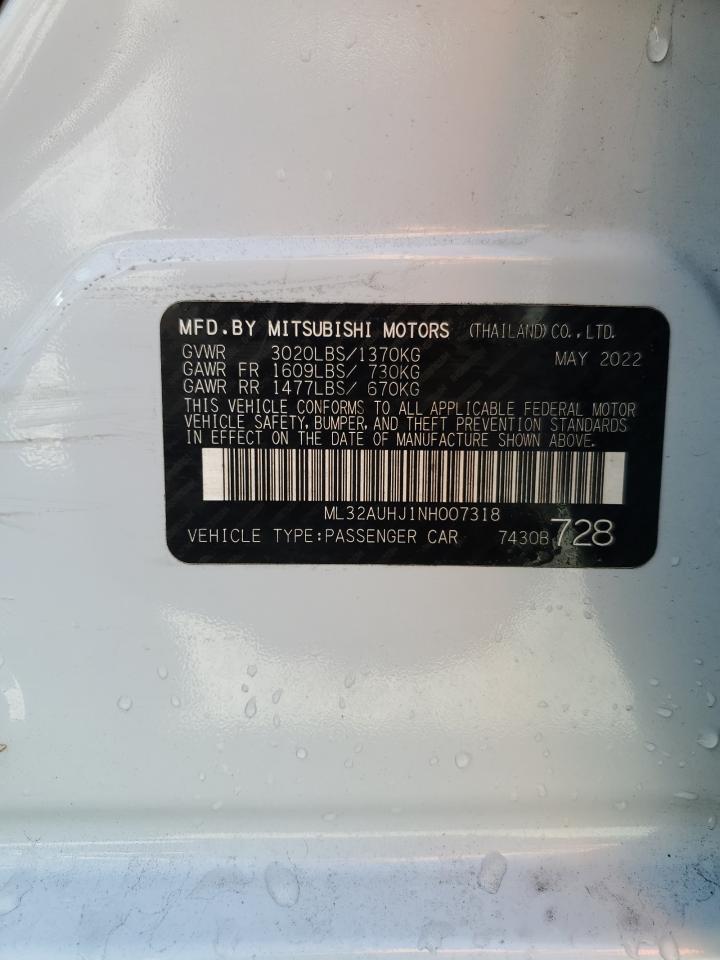 MFD.BY MITSUBISHI MOTORS (THAILAND) CO.,LTD.
GVWR 3020LBS/1370KG MAY 2022
GAWR FR 1609LBS/ 730KG
GAWR RR 1477LBS/ 670KG
THIS VEHICLE CONFORMS TO ALL APPLICABLE FEDERAL MOTOR
VEHICLE SAFETY, BUMPER, AND THEFT PREVENTION STANDARDS
IN EFFECT ON THE DATE OF MANUFACTURE SHOWN ABOVE.
ML32AUHJ1NH007318
VEHICLE TYPE:PASSENGER CAR 7430B 728